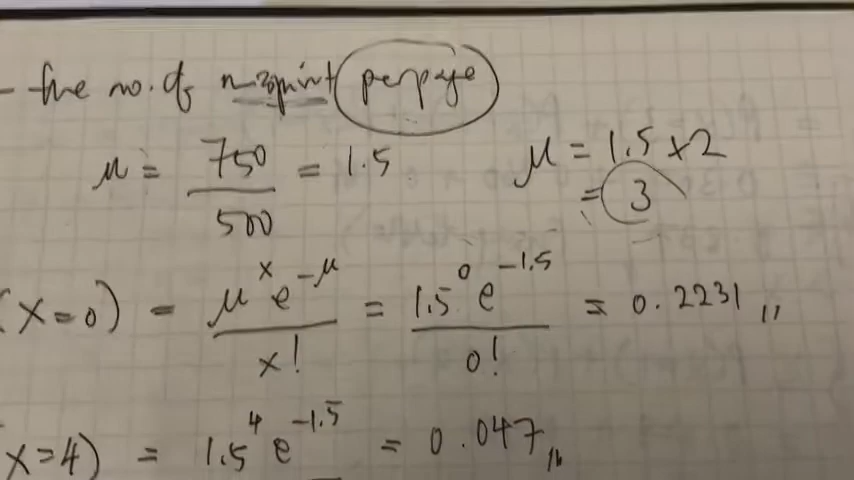 - the no. of misprint per page
μ = 750/500 = 1.5
μ = 1.5 x 2
= 3
(X=0) = μ^x e^-μ / x! = 1.5^0 e^-1.5 / 0! = 0.2231 //
X=4) = 1.5^4 e^-1.5 = 0.047 //